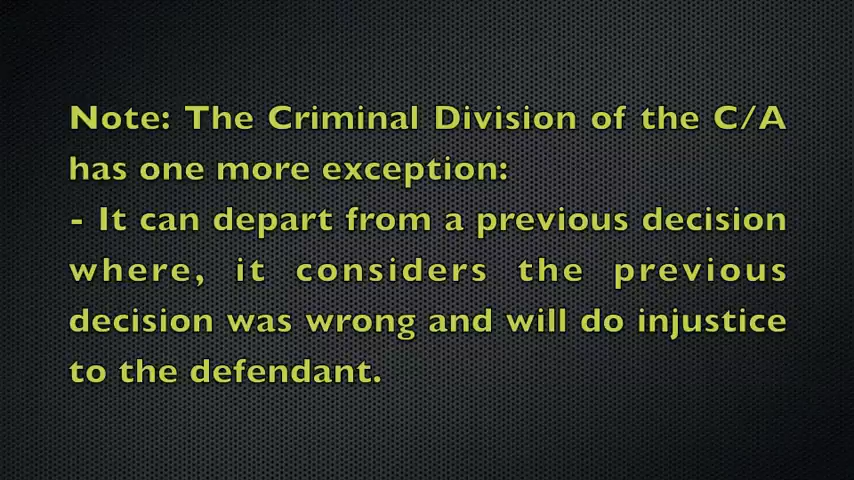 Note: The Criminal Division of the C/A
has one more exception:
- It can depart from a previous decision
where, it considers the previous
decision was wrong and will do injustice
to the defendant.